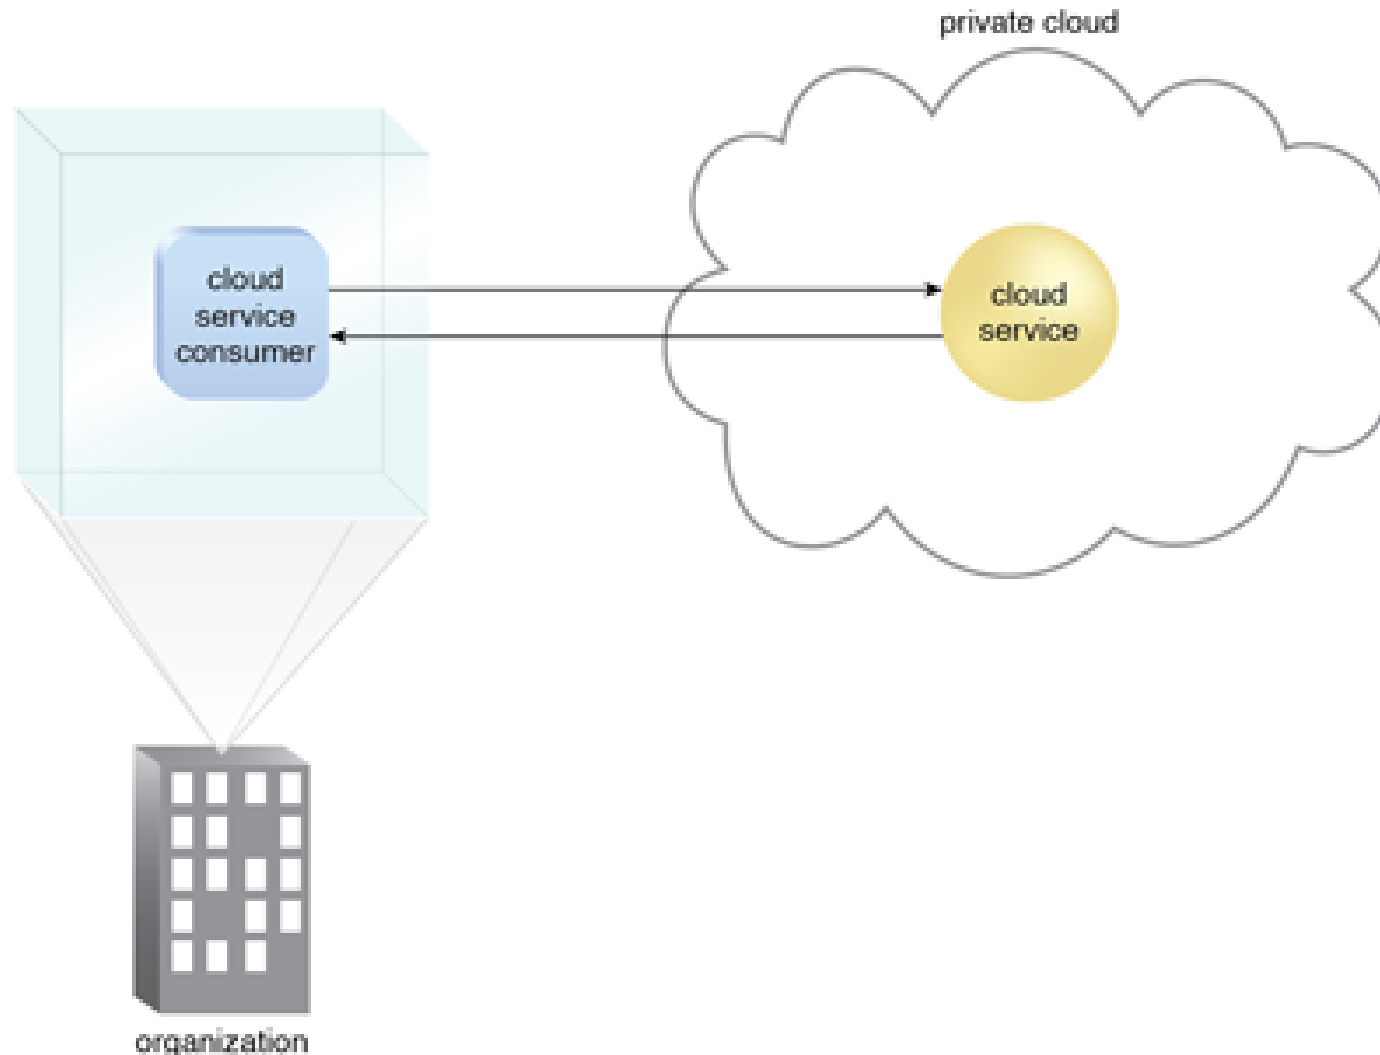 private cloud
cloud
service
consumer
cloud
service
organization